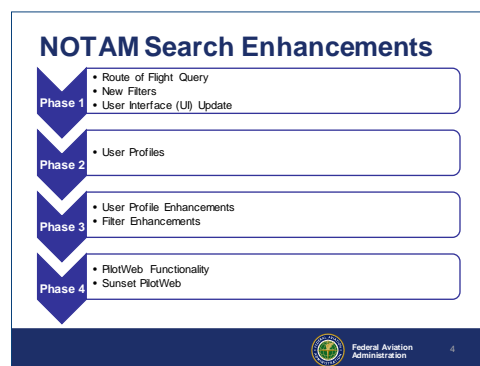 NOTAM Search Enhancements
Phase 1
• Route of Flight Query
• New Filters
• User Interface (UI) Update
Phase 2
• User Profiles
Phase 3
• User Profile Enhancements
• Filter Enhancements
Phase 4
• PilotWeb Functionality
• Sunset PilotWeb
Federal Aviation
Administration
4